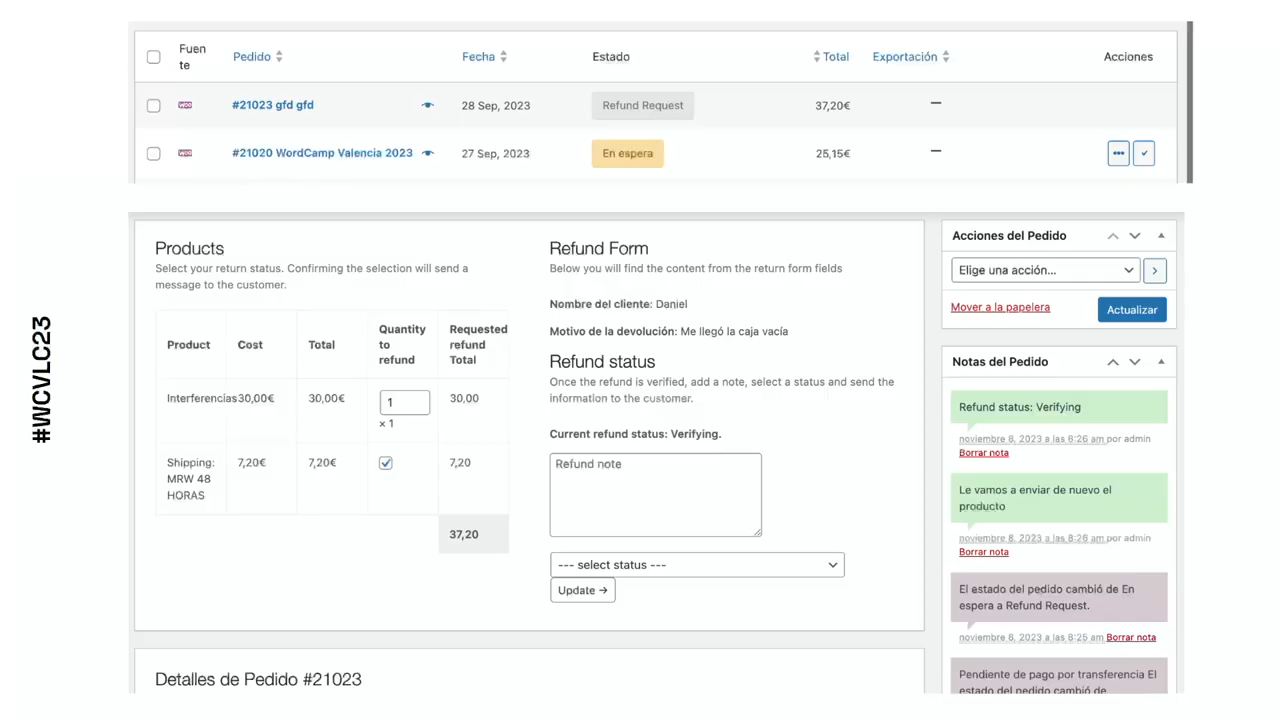 Fuen
te
Pedido
Fecha
Estado
Total
Exportación
Acciones
#21023 gfd gfd
28 Sep, 2023
Refund Request
37,20€
—
#21020 WordCamp Valencia 2023
27 Sep, 2023
En espera
25,15€
—
#WCVLC23
Products
Select your return status. Confirming the selection will send a
message to the customer.
Product
Cost
Total
Quantity
to
refund
Requested
refund
Total
Interferencias
30,00€
30,00€
1
x 1
30,00
Shipping:
MRW 48
HORAS
7,20€
7,20€
7,20
37,20
Refund Form
Below you will find the content from the return form fields
Nombre del cliente: Daniel
Motivo de la devolución: Me llegó la caja vacía
Refund status
Once the refund is verified, add a note, select a status and send the
information to the customer.
Current refund status: Verifying.
Refund note
--- select status ---
Update →
Detalles de Pedido #21023
Acciones del Pedido
Elige una acción...
Mover a la papelera
Actualizar
Notas del Pedido
Refund status: Verifying
noviembre 8, 2023 a las 8:26 am por admin
Borrar nota
Le vamos a enviar de nuevo el
producto
noviembre 8, 2023 a las 8:26 am por admin
Borrar nota
El estado del pedido cambió de En
espera a Refund Request.
noviembre 8, 2023 a las 8:25 am Borrar nota
Pendiente de pago por transferencia El
estado del pedido cambió de